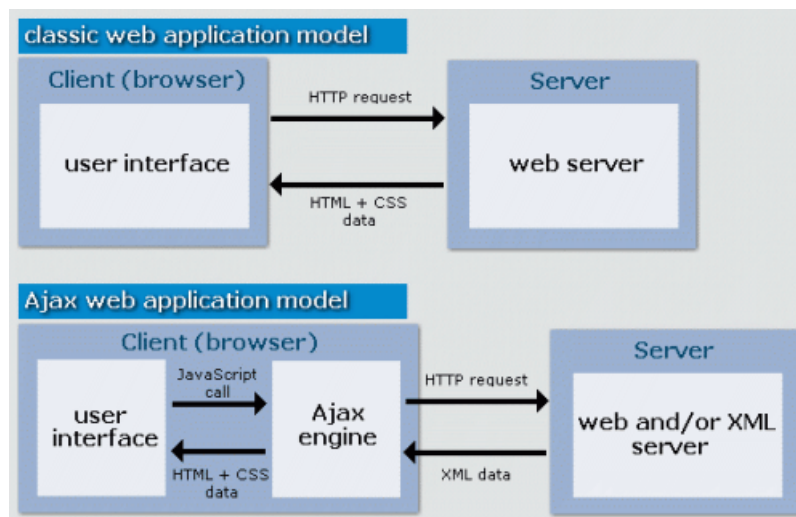 classic web application model
Client (browser)
Server
HTTP request
user interface
web server
HTML + CSS
data
Ajax web application model
Client (browser)
Server
JavaScript
call
HTTP request
user
interface
Ajax
engine
web and/or XML
server
HTML + CSS
data
XML data